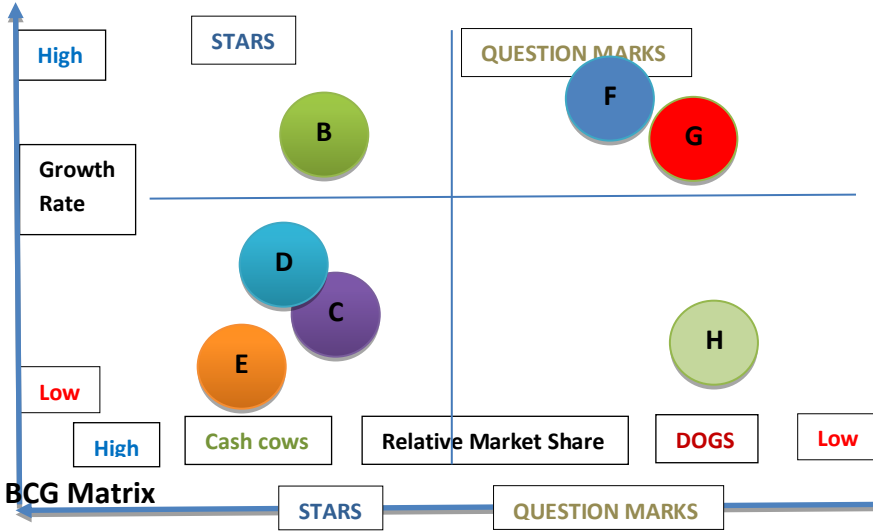 STARS
High
QUESTION MARKS
F
B
G
Growth
Rate
D
C
H
E
Low
High
Cash cows
Relative Market Share
DOGS
Low
BCG Matrix
STARS
QUESTION MARKS